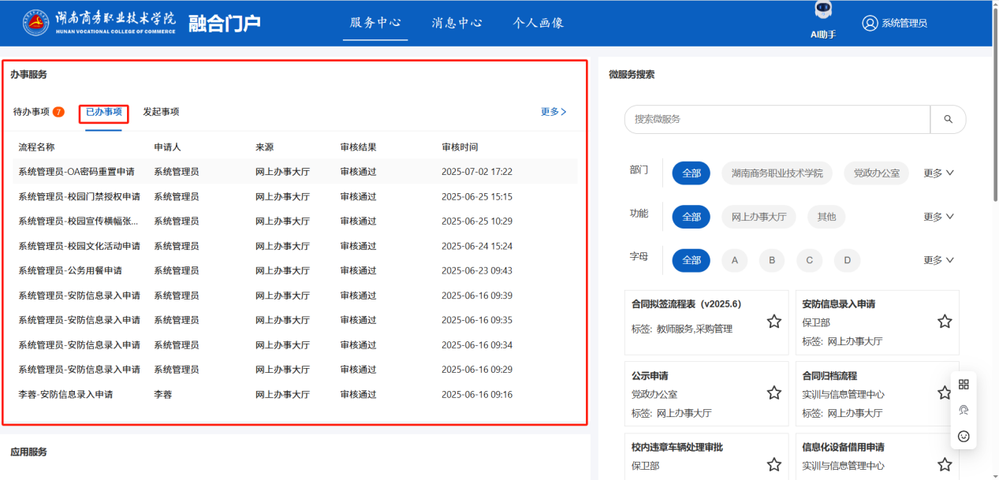 湖南商务职业技术学院
HUNAN VOCATIONAL COLLEGE OF COMMERCE
融合门户
服务中心 消息中心 个人画像
AI助手
系统管理员
办事服务
待办事项 7 已办事项 发起事项 更多
流程名称 申请人 来源 审核结果 审核时间
系统管理员-OA密码重置申请 系统管理员 网上办事大厅 审核通过 2025-07-02 17:22
系统管理员-校园门禁授权申请 系统管理员 网上办事大厅 审核通过 2025-06-25 15:15
系统管理员-校园宣传横幅张... 系统管理员 网上办事大厅 审核通过 2025-06-25 10:29
系统管理员-校园文化活动申请 系统管理员 网上办事大厅 审核通过 2025-06-24 15:24
系统管理员-公务用餐申请 系统管理员 网上办事大厅 审核通过 2025-06-23 09:43
系统管理员-安防信息录入申请 系统管理员 网上办事大厅 审核通过 2025-06-16 09:39
系统管理员-安防信息录入申请 系统管理员 网上办事大厅 审核通过 2025-06-16 09:35
系统管理员-安防信息录入申请 系统管理员 网上办事大厅 审核通过 2025-06-16 09:34
系统管理员-安防信息录入申请 系统管理员 网上办事大厅 审核通过 2025-06-16 09:29
李蓉-安防信息录入申请 李蓉 网上办事大厅 审核通过 2025-06-16 09:16
应用服务
微服务搜索
搜索微服务
部门 全部 湖南商务职业技术学院 党政办公室 更多
功能 全部 网上办事大厅 其他 更多
字母 全部 A B C D 更多
合同拟签流程表（v2025.6）
标签: 教师服务,采购管理
安防信息录入申请
保卫部
标签: 网上办事大厅
公示申请
党政办公室
标签: 网上办事大厅
合同归档流程
实训与信息管理中心
标签: 网上办事大厅
校内违章车辆处理审批
保卫部
信息化设备借用申请
实训与信息管理中心